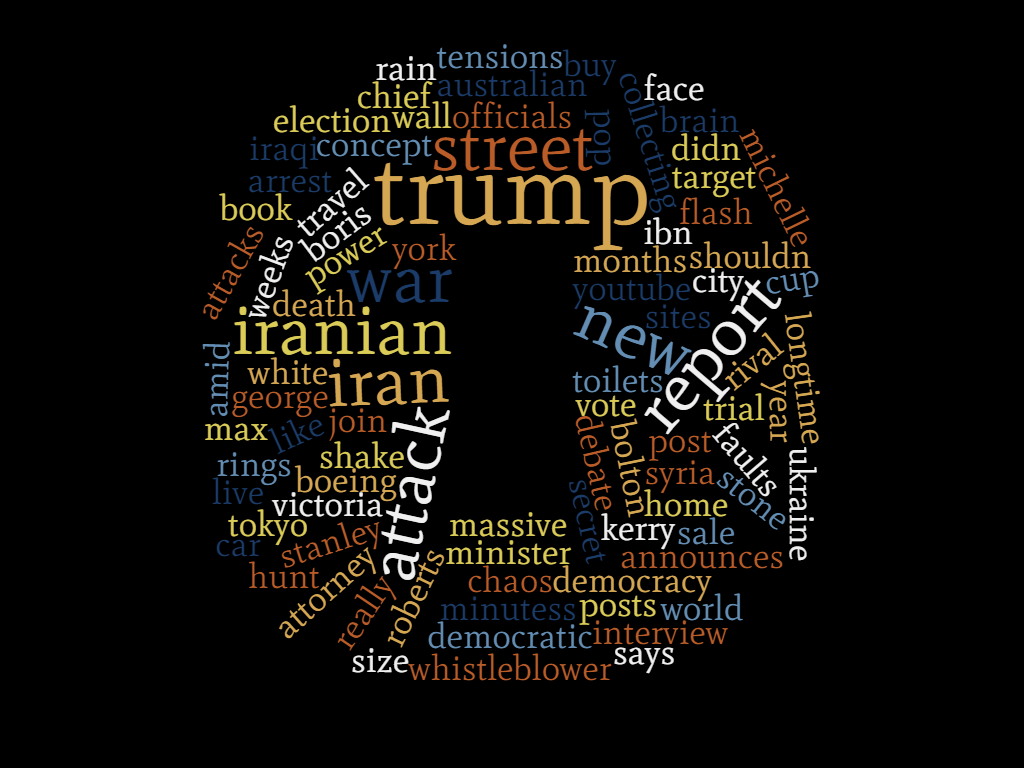 tensions
buy
rain
australian
face
chief
collecting
election
wall
officials
pop
brain
iraqi
concept
street
didn
michelle
arrest
travel
trump
target
book
boris
flash
attacks
weeks
power
york
ibn
months
shouldn
war
youtube
city
cup
death
new
sites
report
iranian
longtime
amid
white
iran
toilets
rival
george
vote
trial
year
max
like
join
attack
debate
bolton
post
faults
ukraine
rings
shake
syria
stone
live
boeing
secret
victoria
home
tokyo
massive
kerry
sale
car
stanley
minister
announces
hunt
attorney
really
roberts
chaos
democracy
minutess
posts
world
democratic
interview
size
whistleblower
says